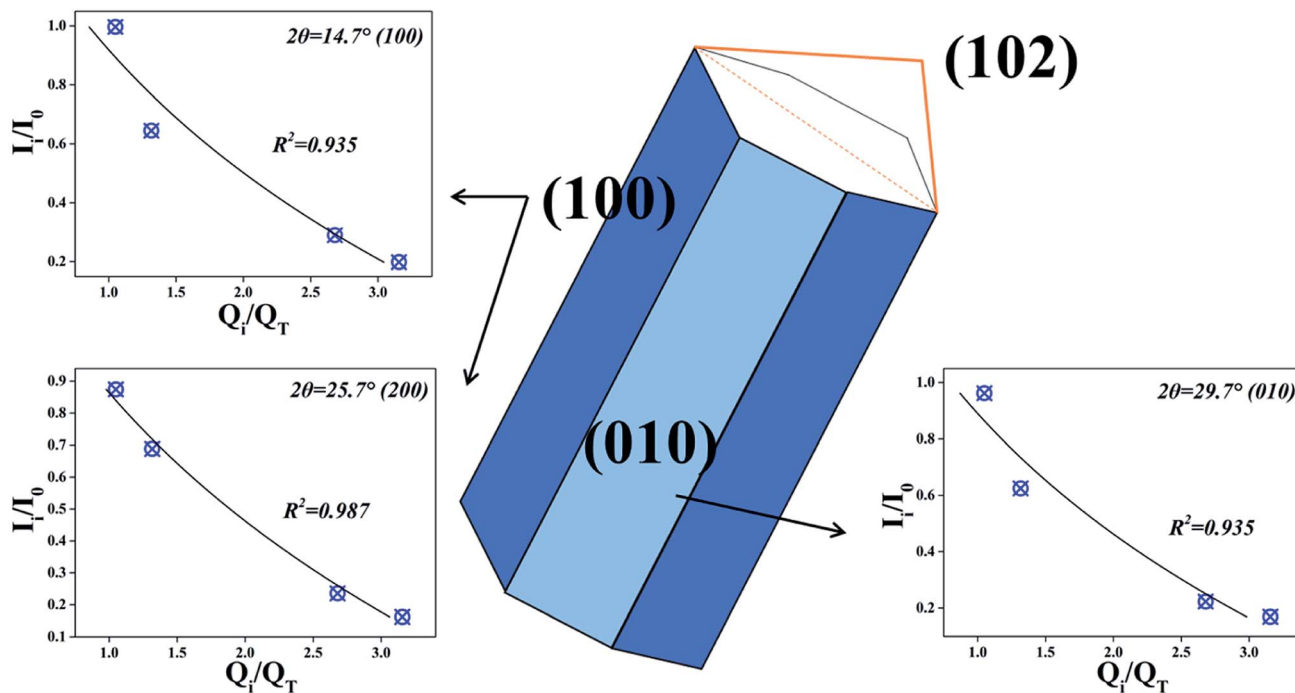 2θ=14.7° (100)
R²=0.935
1.0
0.8
0.6
0.4
0.2
1.0 1.5 2.0 2.5 3.0
Iᵢ/I₀
Qᵢ/Q_T
(102)
(100)
(010)
2θ=25.7° (200)
R²=0.987
0.9
0.8
0.7
0.6
0.5
0.4
0.3
0.2
0.1
1.0 1.5 2.0 2.5 3.0
Iᵢ/I₀
Qᵢ/Q_T
2θ=29.7° (010)
R²=0.935
1.0
0.8
0.6
0.4
0.2
1.0 1.5 2.0 2.5 3.0
Iᵢ/I₀
Qᵢ/Q_T